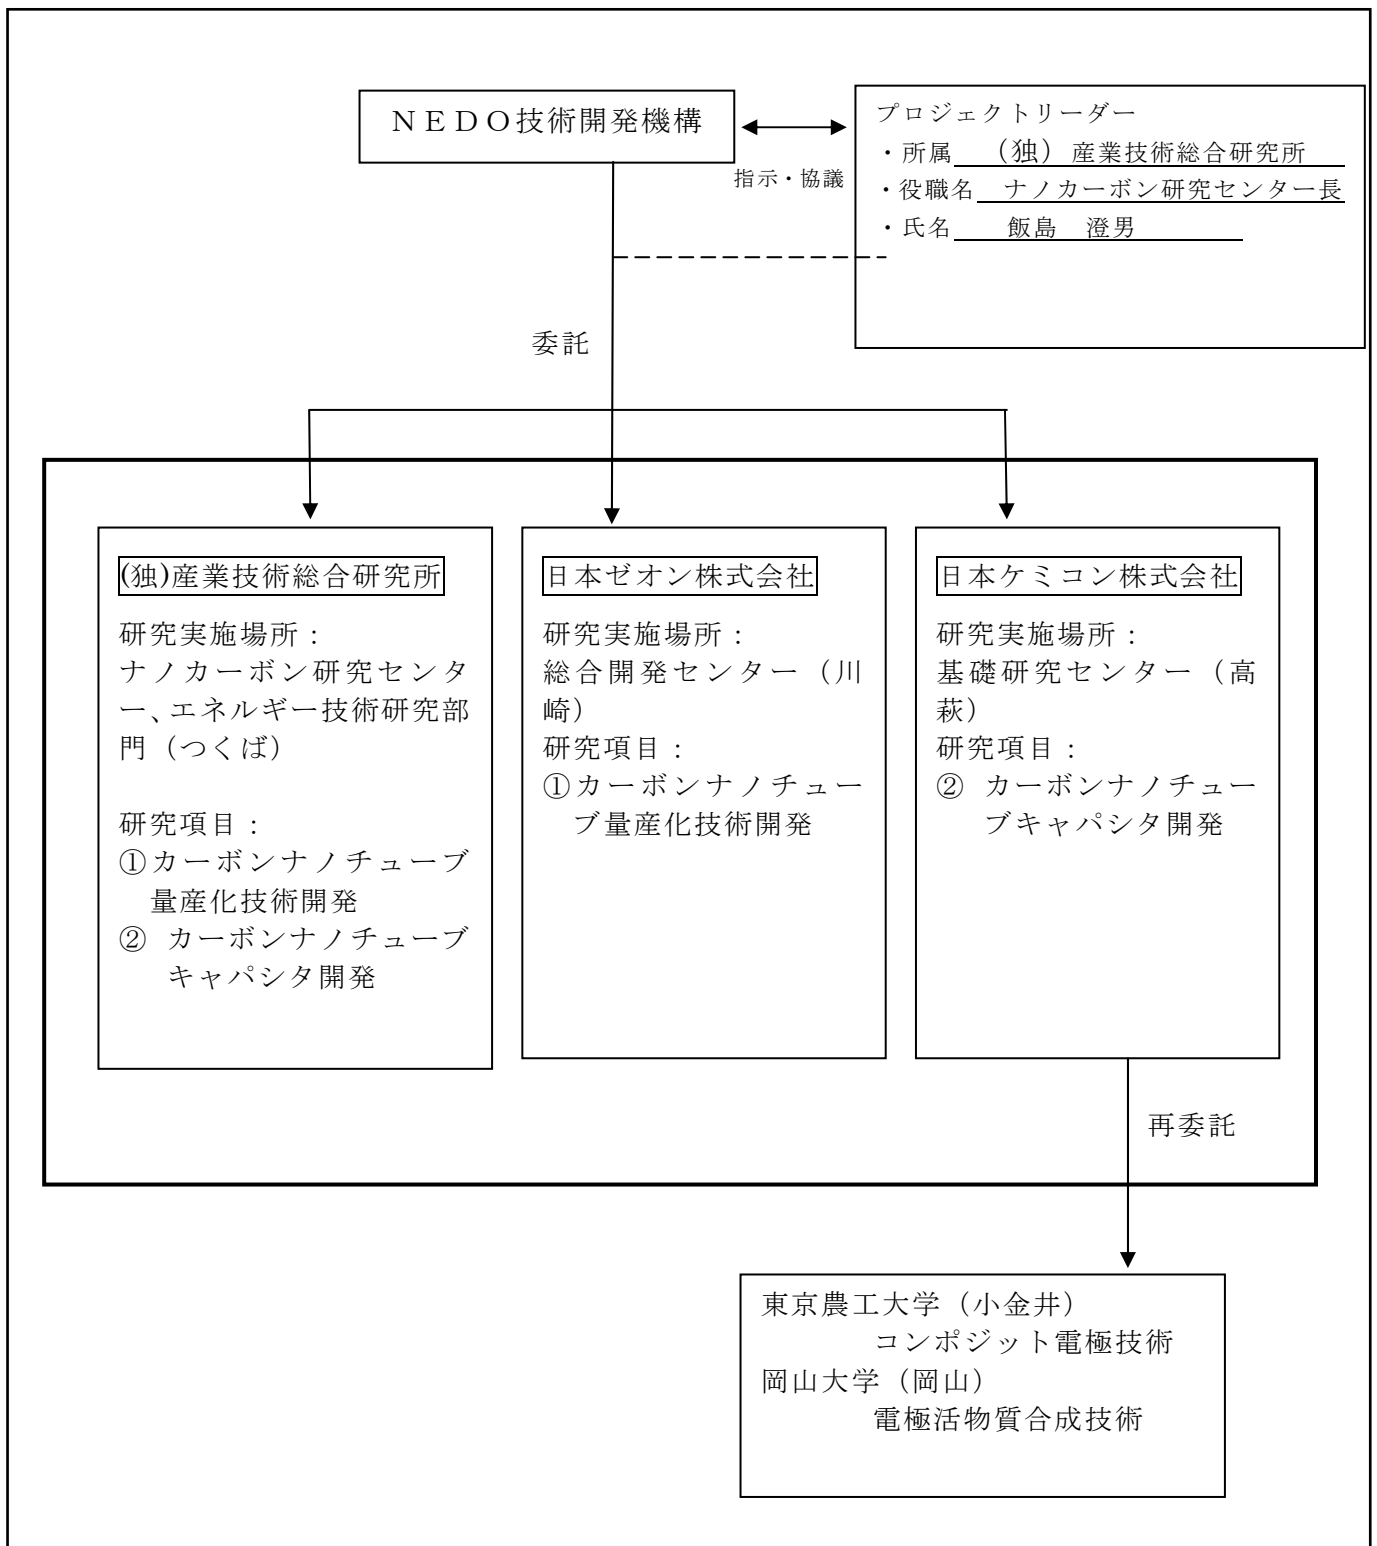 NEDO技術開発機構
指示・協議
プロジェクトリーダー
・所属　(独)産業技術総合研究所
・役職名　ナノカーボン研究センター長
・氏名　飯島　澄男
委託
(独)産業技術総合研究所
研究実施場所：
ナノカーボン研究センタ
ー、エネルギー技術研究部
門（つくば）
研究項目：
①カーボンナノチューブ
量産化技術開発
② カーボンナノチューブ
キャパシタ開発
日本ゼオン株式会社
研究実施場所：
総合開発センター（川
崎）
研究項目：
①カーボンナノチュー
ブ量産化技術開発
日本ケミコン株式会社
研究実施場所：
基礎研究センター（高
萩）
研究項目：
② カーボンナノチュー
ブキャパシタ開発
再委託
東京農工大学（小金井）
コンポジット電極技術
岡山大学（岡山）
電極活物質合成技術